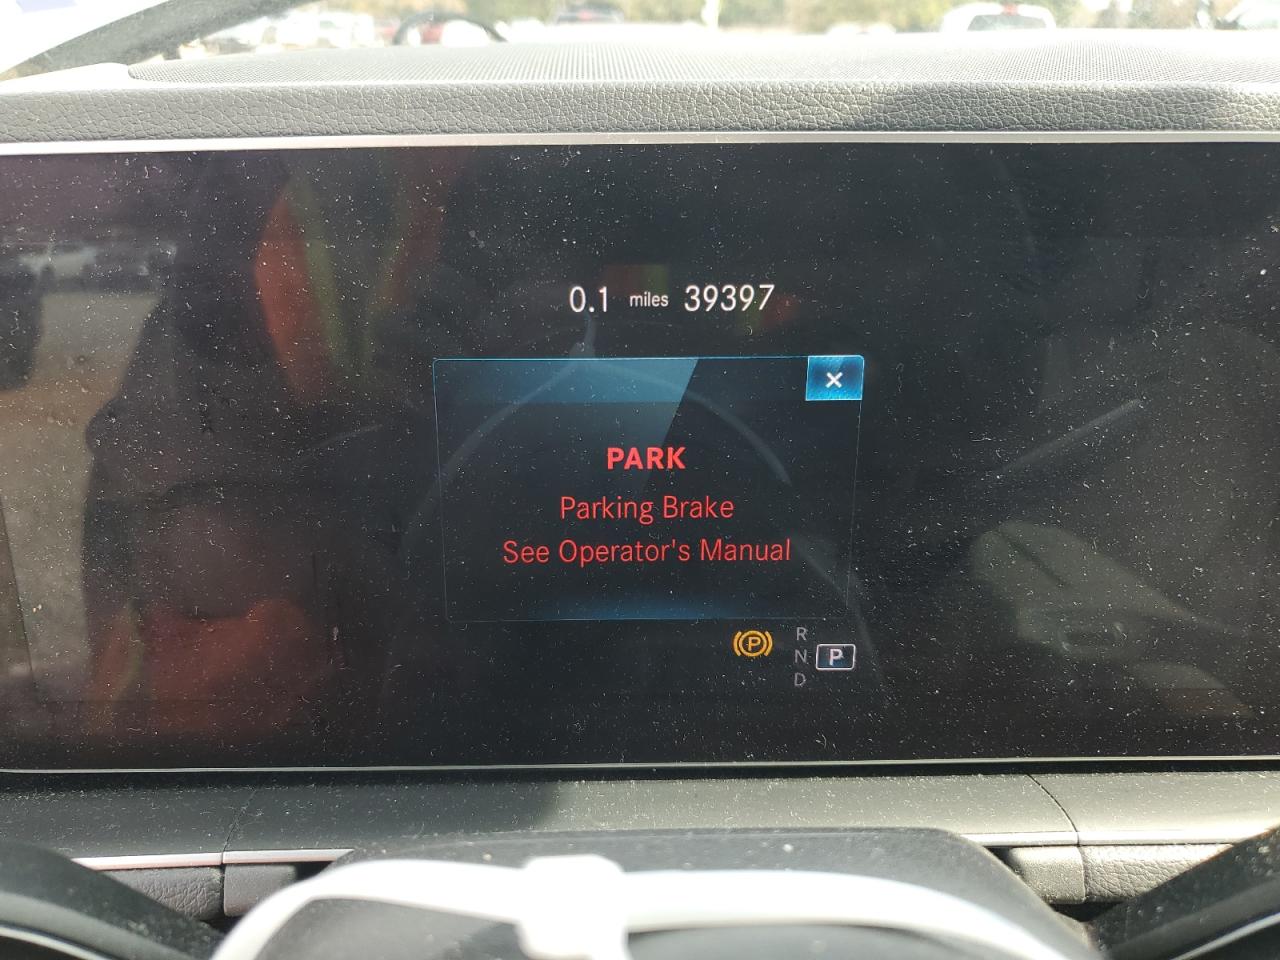 0.1 miles 39397
×
PARK
Parking Brake
See Operator's Manual
P
R
N P
D